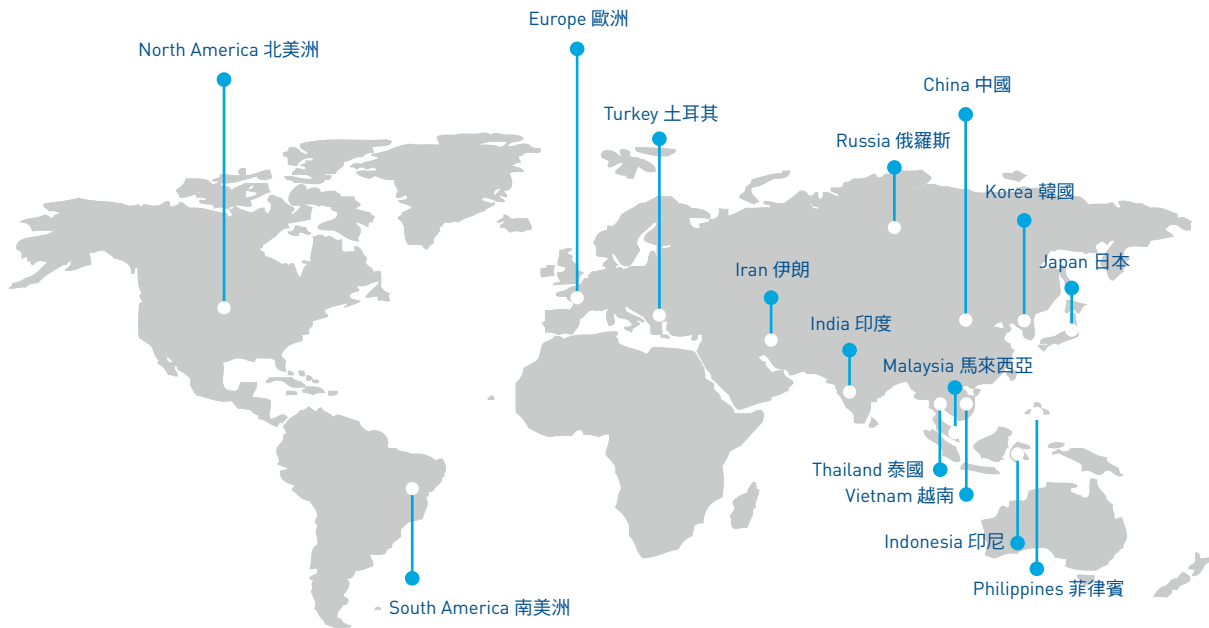 Europe 歐洲
North America 北美洲
China 中國
Turkey 土耳其
Russia 俄羅斯
Korea 韓國
Japan 日本
Iran 伊朗
India 印度
Malaysia 馬來西亞
Thailand 泰國
Vietnam 越南
Indonesia 印尼
Philippines 菲律賓
South America 南美洲